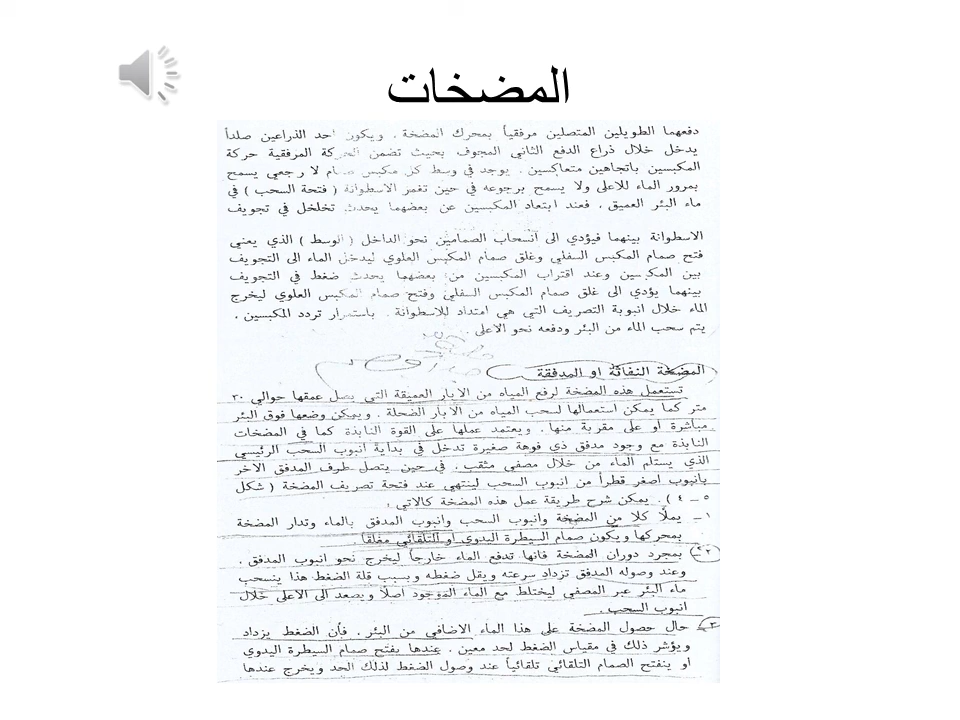 المضخات
دفعهما الطويلين المتصلين مرفقياً بمحرك المضخة . ويكون احد الذراعين صلداً
يدخل خلال ذراع الدفع الثاني المجوف بحيث تضمن الحركة المرفقية حركة
المكبسين باتجاهين متعاكسين . يوجد في وسط كل مكبس صمام لا رجعي يسمح
بمرور الماء للاعلى ولا يسمح برجوعه في حين تغمر الاسطوانة ( فتحة السحب ) في
ماء البئر العميق . فعند ابتعاد المكبسين عن بعضهما يحدث تخلخل في تجويف
الاسطوانة بينهما فيؤدي الى انسحاب الصمامين نحو الداخل ( الوسط ) الذي يعني
فتح صمام المكبس السفلي وغلق صمام المكبس العلوي ليدخل الماء الى التجويف
بين المكبسين وعند اقتراب المكبسين من بعضهما يحدث ضغط في التجويف
بينهما يؤدي الى غلق صمام المكبس السفلي وفتح صمام المكبس العلوي ليخرج
الماء خلال انبوبة التصريف التي هي امتداد للاسطوانة . باستمرار تردد المكبسين .
يتم سحب الماء من البئر ودفعه نحو الاعلى .
المضخة النفاثة او المدفقة
تستعمل هذه المضخة لرفع المياه من الابار العميقة التي يصل عمقها حوالي ٣٠
متر كما يمكن استعمالها لسحب المياه من الابار الضحلة . ويمكن وضعها فوق البئر
مباشرة او على مقربة منها . ويعتمد عملها على القوة النابذة كما في المضخات
النابذة مع وجود مدفق ذي فوهة صغيرة تدخل في بداية انبوب السحب الرئيسي
الذي يستلم الماء من خلال مصفي مثقب . في حين يتصل طرف المدفق الاخر
بانبوب اصغر قطراً من انبوب السحب لينتهي عند فتحة تصريف المضخة ( شكل
٥ – ٤ ) . يمكن شرح طريقة عمل هذه المضخة كالاتي :
١– يملأ كلا من المضخة وانبوب السحب وانبوب المدفق بالماء وتدار المضخة
بمحركها ويكون صمام السيطرة اليدوي او التلقائي مغلقاً .
٢– بمجرد دوران المضخة فانها تدفع الماء خارجاً ليخرج نحو انبوب المدفق .
وعند وصوله المدفق تزداد سرعته ويقل ضغطه وبسبب قلة الضغط هذا ينسحب
ماء البئر عبر المصفي ليختلط مع الماء الموجود اصلاً ويصعد الى الاعلى خلال
انبوب السحب .
٣– حال حصول المضخة على هذا الماء الاضافي من البئر . فأن الضغط يزداد
ويؤشر ذلك في مقياس الضغط لحد معين . عندها يفتح صمام السيطرة اليدوي
او ينفتح الصمام التلقائي تلقائياً عند وصول الضغط لذلك الحد ويخرج عندها